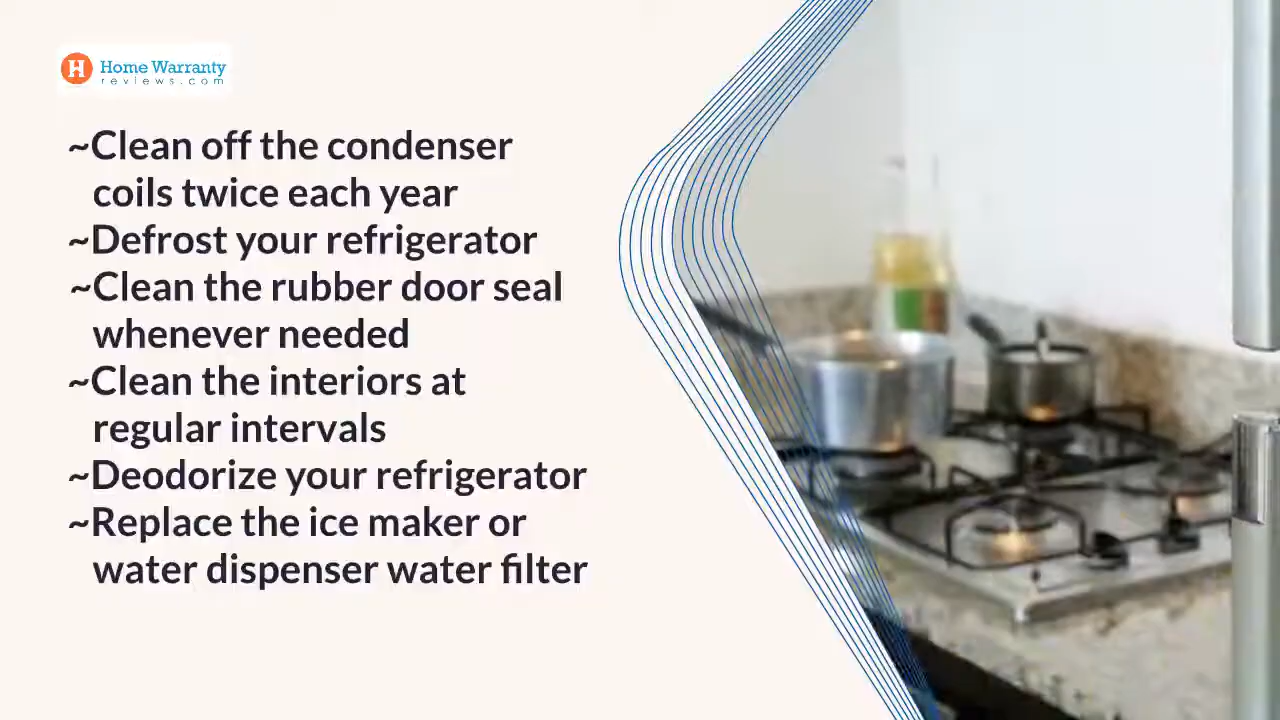 H Home Warranty
reviews.com
~Clean off the condenser
coils twice each year
~Defrost your refrigerator
~Clean the rubber door seal
whenever needed
~Clean the interiors at
regular intervals
~Deodorize your refrigerator
~Replace the ice maker or
water dispenser water filter